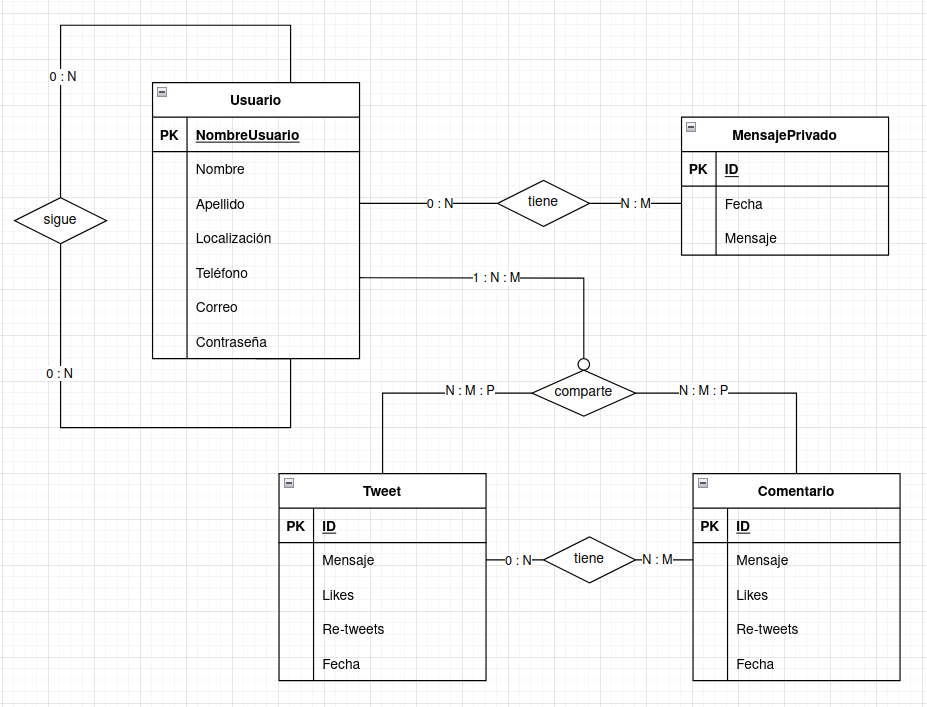 0 : N
sigue
0 : N
Usuario
PK NombreUsuario
Nombre
Apellido
Localización
Teléfono
Correo
Contraseña
0 : N
tiene
N : M
MensajePrivado
PK ID
Fecha
Mensaje
1 : N : M
comparte
N : M : P
N : M : P
Tweet
PK ID
Mensaje
Likes
Re-tweets
Fecha
0 : N
tiene
N : M
Comentario
PK ID
Mensaje
Likes
Re-tweets
Fecha